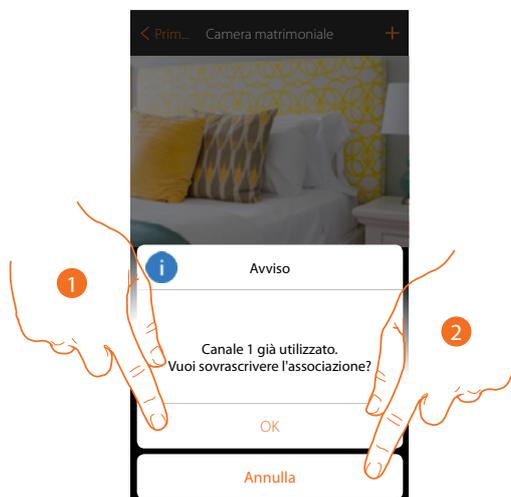 Prim... Camera matrimoniale +
i
Avviso
1
2
Canale 1 già utilizzato.
Vuoi sovrascrivere l'associazione?
OK
Annulla